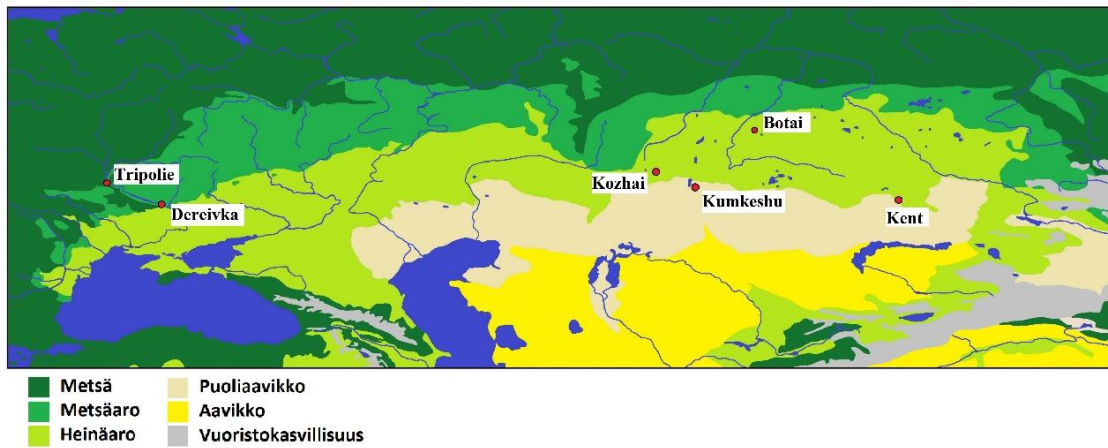 Botai
Tripolie
Kozhai
Kumkeshu
Dereivka
Kent
Metsä
Metsäaro
Heinäaro
Puoliaavikko
Aavikko
Vuoristokasvillisuus